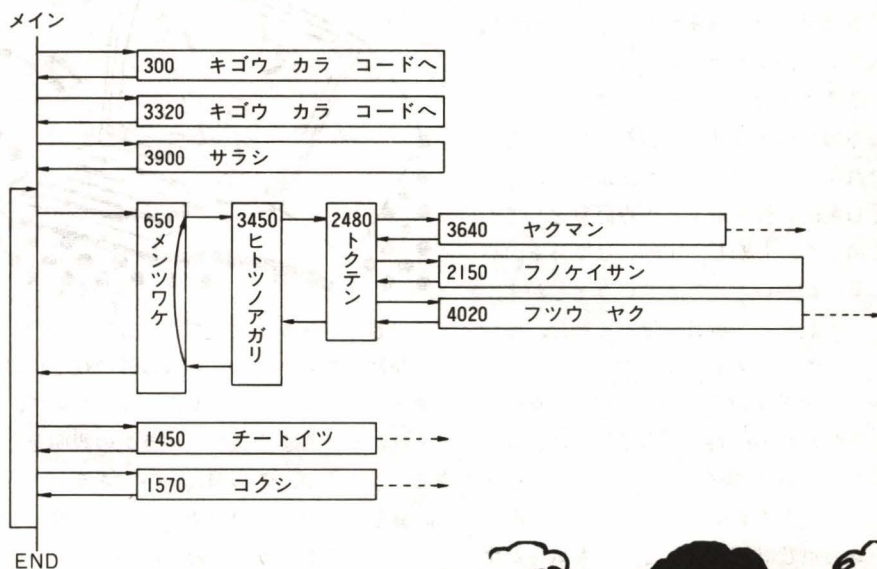 メイン
300 キゴウ カラ コードヘ
3320 キゴウ カラ コードヘ
3900 サラシ
650 メンツワケ
3450 ヒトツノアガリ
2480 トクテン
3640 ヤクマン
2150 フノケイサン
4020 フツウ ヤク
1450 チートイツ
1570 コクシ
END